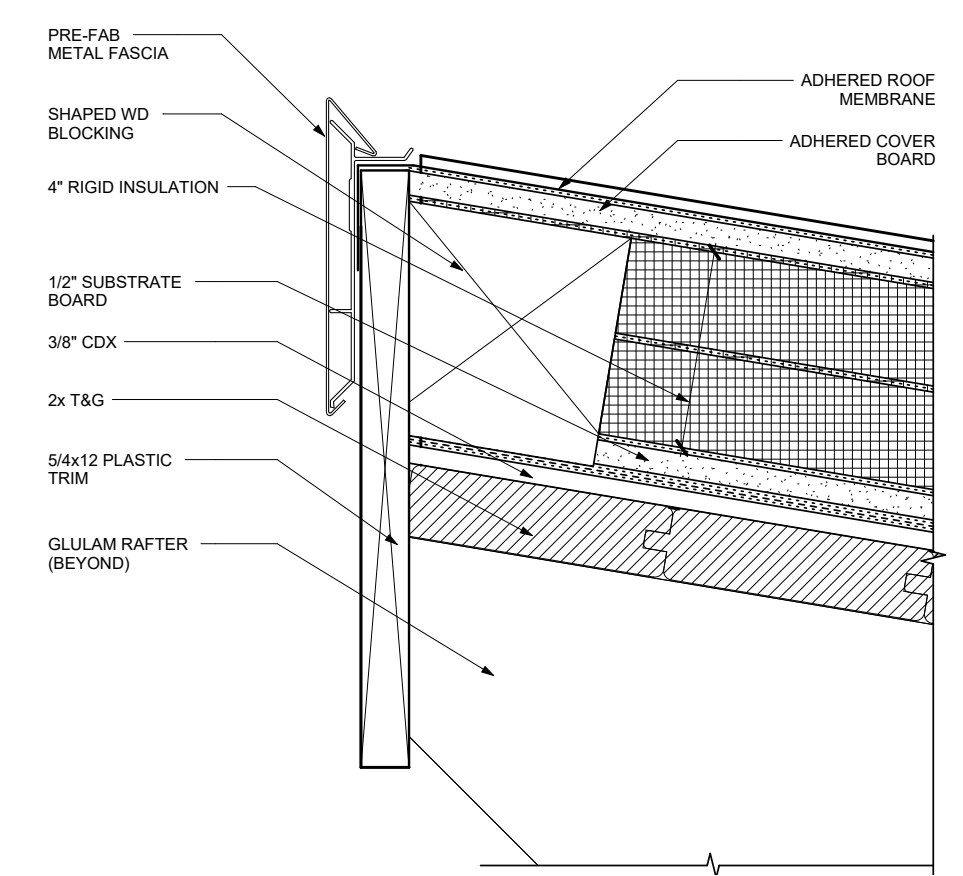 PRE-FAB
METAL FASCIA
SHAPED WD
BLOCKING
4" RIGID INSULATION
1/2" SUBSTRATE
BOARD
3/8" CDX
2x T&G
5/4x12 PLASTIC
TRIM
GLULAM RAFTER
(BEYOND)
ADHERED ROOF
MEMBRANE
ADHERED COVER
BOARD